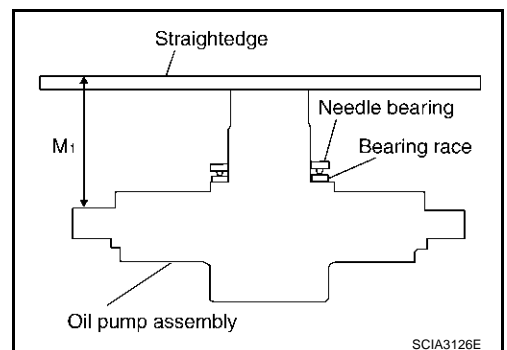 Straightedge
Needle bearing
M1
Bearing race
Oil pump assembly
SCIA3126E